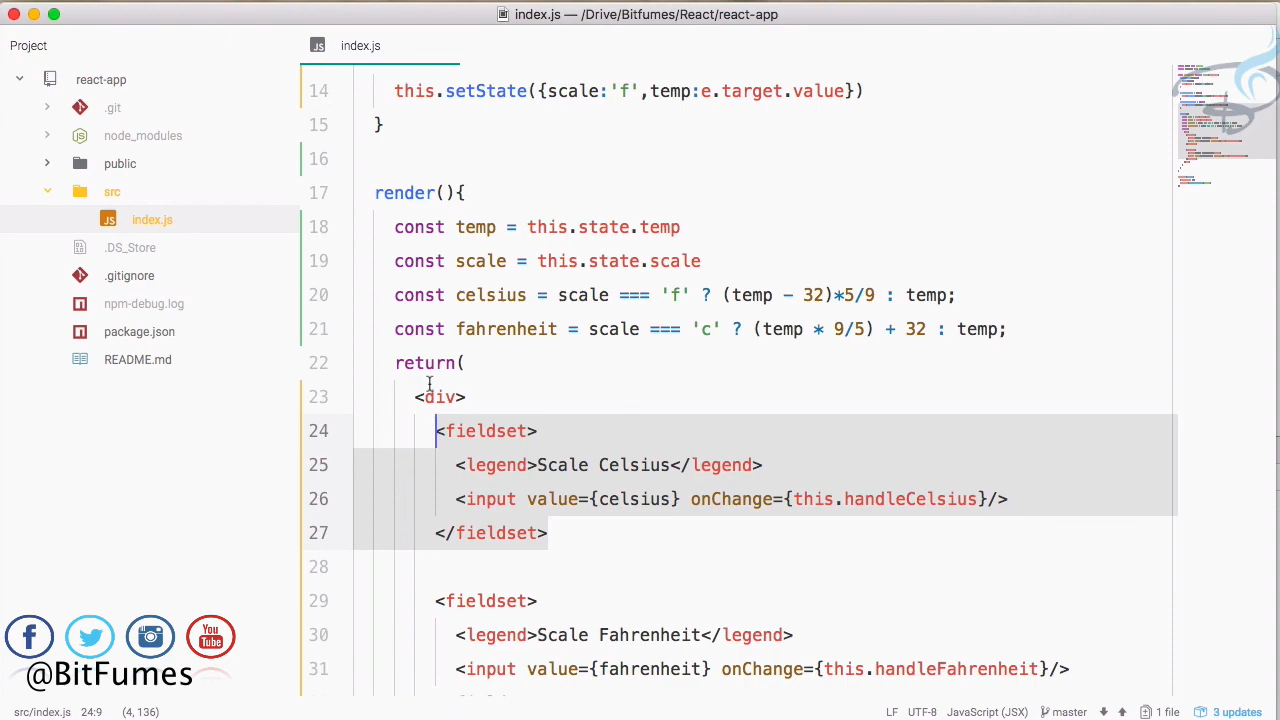 index.js — /Drive/Bitfumes/React/react-app
Project
react-app
.git
node_modules
public
src
index.js
.DS_Store
.gitignore
npm-debug.log
package.json
README.md
JS index.js
14 this.setState({scale:'f',temp:e.target.value})
15 }
16
17 render(){
18 const temp = this.state.temp
19 const scale = this.state.scale
20 const celsius = scale === 'f' ? (temp - 32)*5/9 : temp;
21 const fahrenheit = scale === 'c' ? (temp * 9/5) + 32 : temp;
22 return(
23 <div>
24 <fieldset>
25 <legend>Scale Celsius</legend>
26 <input value={celsius} onChange={this.handleCelsius}/>
27 </fieldset>
28
29 <fieldset>
30 <legend>Scale Fahrenheit</legend>
31 <input value={fahrenheit} onChange={this.handleFahrenheit}/>
You Tube
@BitFumes
src/index.js 24:9 (4, 136)
LF UTF-8 JavaScript (JSX) master 1 file 3 updates